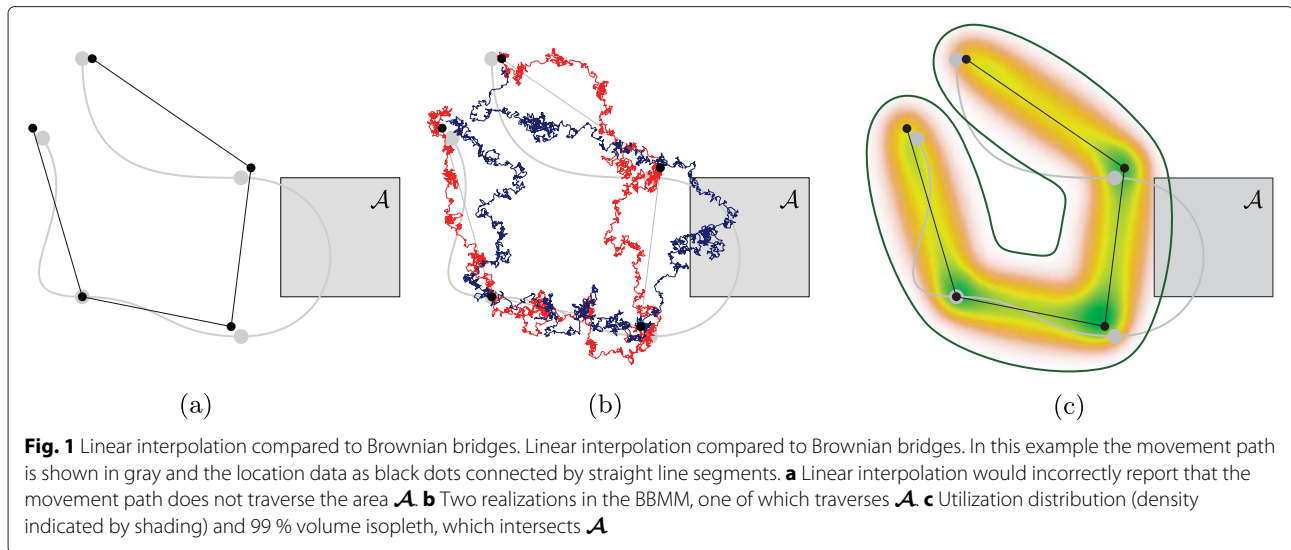 𝒜
𝒜
𝒜
(a)
(b)
(c)
Fig. 1 Linear interpolation compared to Brownian bridges. Linear interpolation compared to Brownian bridges. In this example the movement path
is shown in gray and the location data as black dots connected by straight line segments. a Linear interpolation would incorrectly report that the
movement path does not traverse the area 𝒜. b Two realizations in the BBMM, one of which traverses 𝒜. c Utilization distribution (density
indicated by shading) and 99 % volume isopleth, which intersects 𝒜